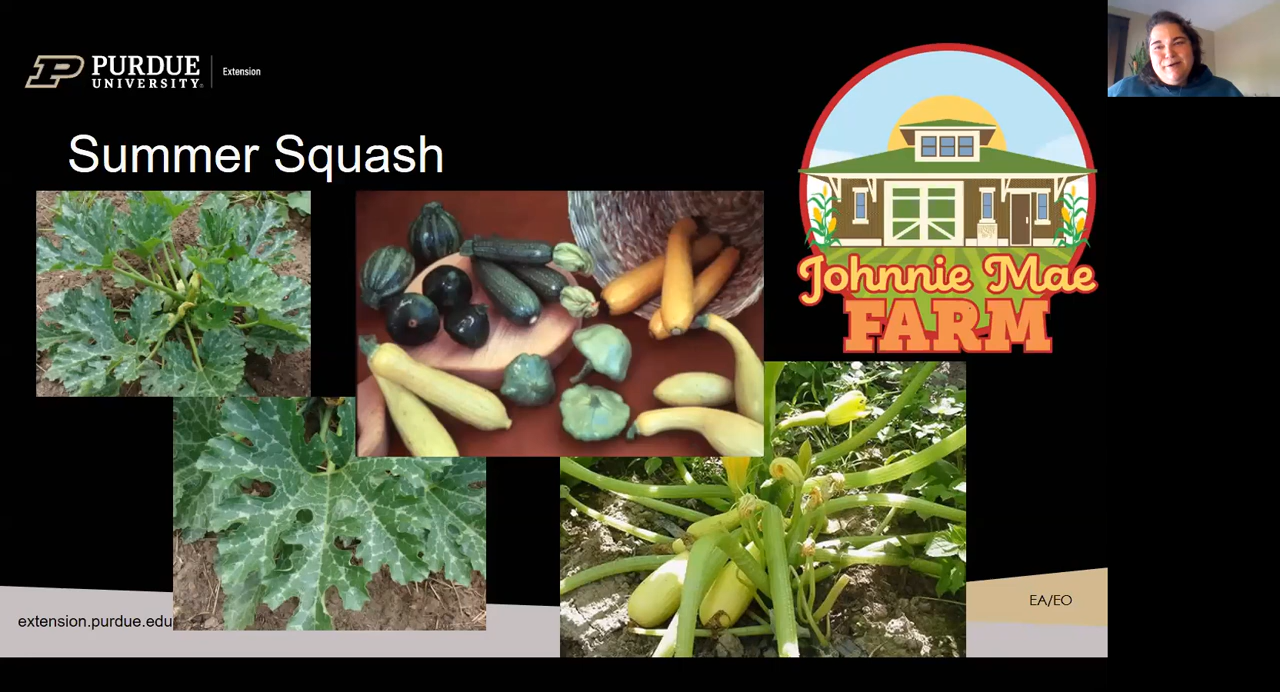 PURDUE
UNIVERSITY
Extension
Summer Squash
Johnnie Mae
FARM
extension.purdue.edu
EA/EO